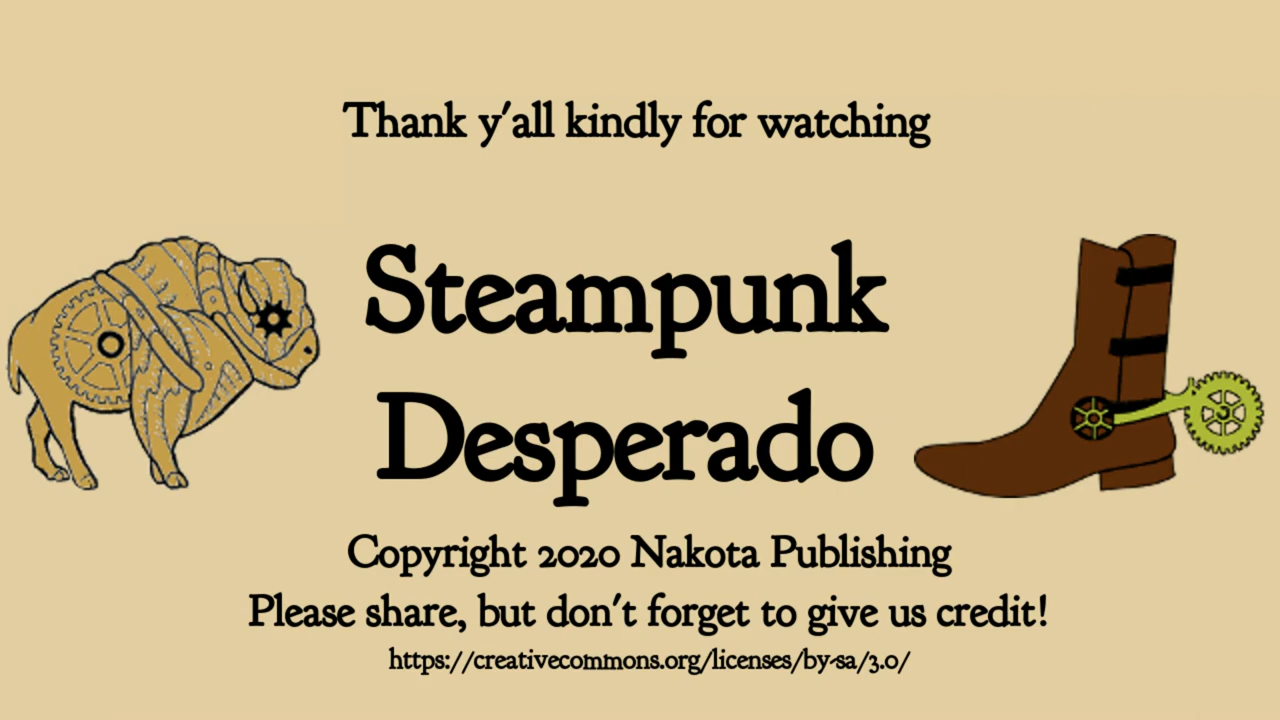 Thank y'all kindly for watching
Steampunk
Desperado
Copyright 2020 Nakota Publishing
Please share, but don't forget to give us credit!
https://creativecommons.org/licenses/by-sa/3.0/